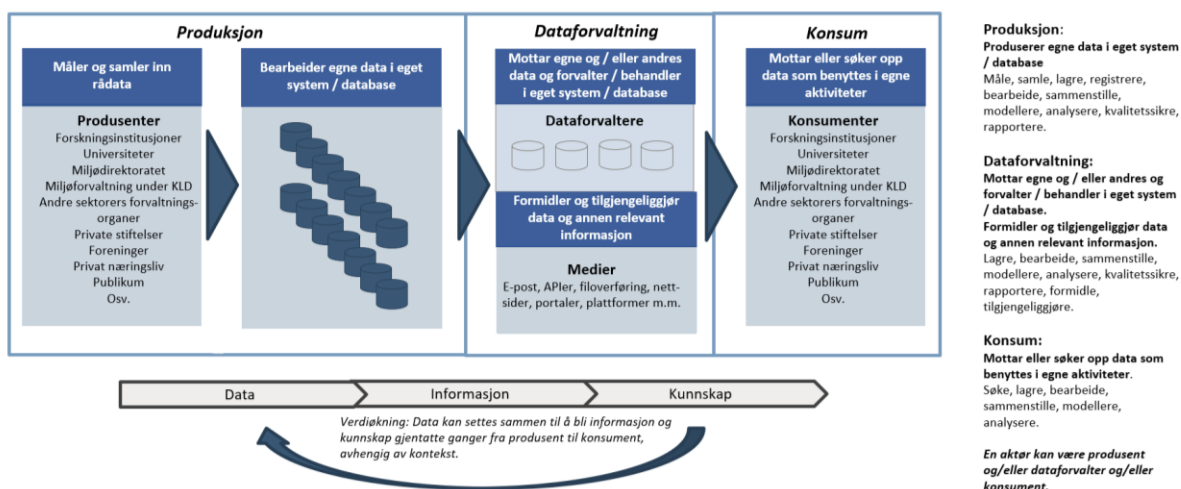 Produksjon
Måler og samler inn
rådata
Produsenter
Forskningsinstitusjoner
Universiteter
Miljødirektoratet
Miljøforvaltning under KLD
Andre sektorers forvaltnings-
organer
Private stiftelser
Foreninger
Privat næringsliv
Publikum
Osv.
Bearbeider egne data i eget
system / database
Dataforvaltning
Mottar egne og / eller andres
data og forvalter / behandler
i eget system / database
Dataforvaltere
Formidler og tilgjengeliggjør
data og annen relevant
informasjon
Medier
E-post, APIer, filoverføring, nett-
sider, portaler, plattformer m.m.
Konsum
Mottar eller søker opp
data som benyttes i egne
aktiviteter
Konsumenter
Forskningsinstitusjoner
Universiteter
Miljødirektoratet
Miljøforvaltning under KLD
Andre sektorers forvaltnings-
organer
Private stiftelser
Foreninger
Privat næringsliv
Publikum
Osv.
Data
Informasjon
Kunnskap
Verdiøkning: Data kan settes sammen til å bli informasjon og
kunnskap gjentatte ganger fra produsent til konsument,
avhengig av kontekst.
Produksjon:
Produserer egne data i eget system
/ database
Måle, samle, lagre, registrere,
bearbeide, sammenstille,
modellere, analysere, kvalitetssikre,
rapportere.
Dataforvaltning:
Mottar egne og / eller andres og
forvalter / behandler i eget system
/ database.
Formidler og tilgjengeliggjør data
og annen relevant informasjon.
Lagre, bearbeide, sammenstille,
modellere, analysere, kvalitetssikre,
rapportere, formidle,
tilgjengeliggjøre.
Konsum:
Mottar eller søker opp data som
benyttes i egne aktiviteter.
Søke, lagre, bearbeide,
sammenstille, modellere,
analysere.
En aktør kan være produsent
og/eller dataforvalter og/eller
konsument.